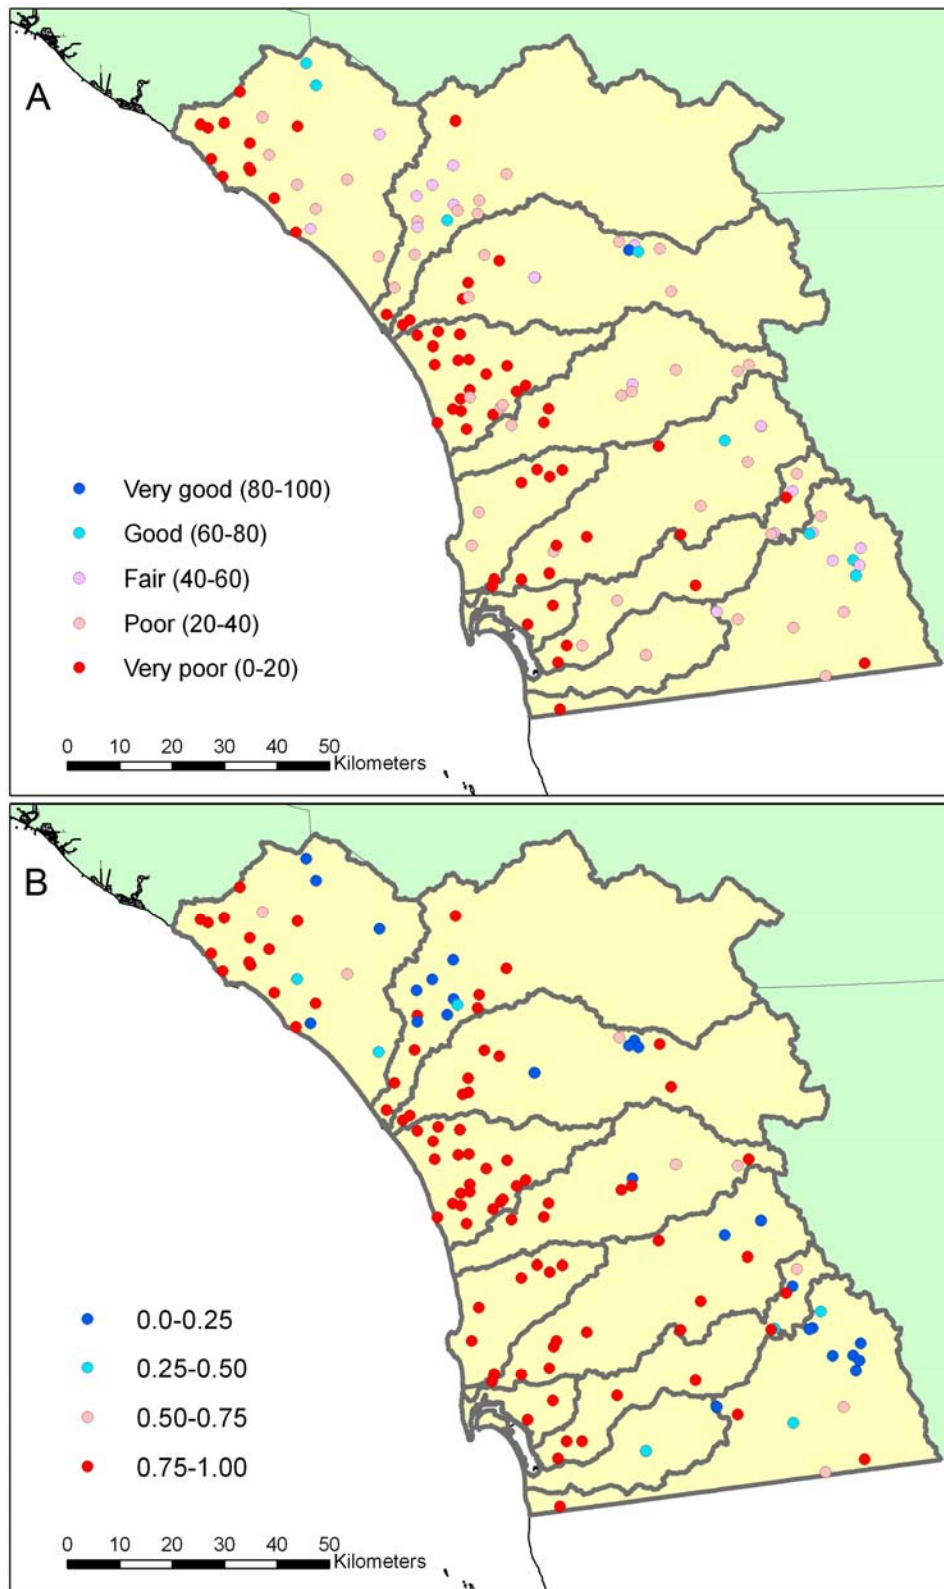 A
Very good (80-100)
Good (60-80)
Fair (40-60)
Poor (20-40)
Very poor (0-20)
0 10 20 30 40 50
Kilometers
B
0.0-0.25
0.25-0.50
0.50-0.75
0.75-1.00
0 10 20 30 40 50
Kilometers